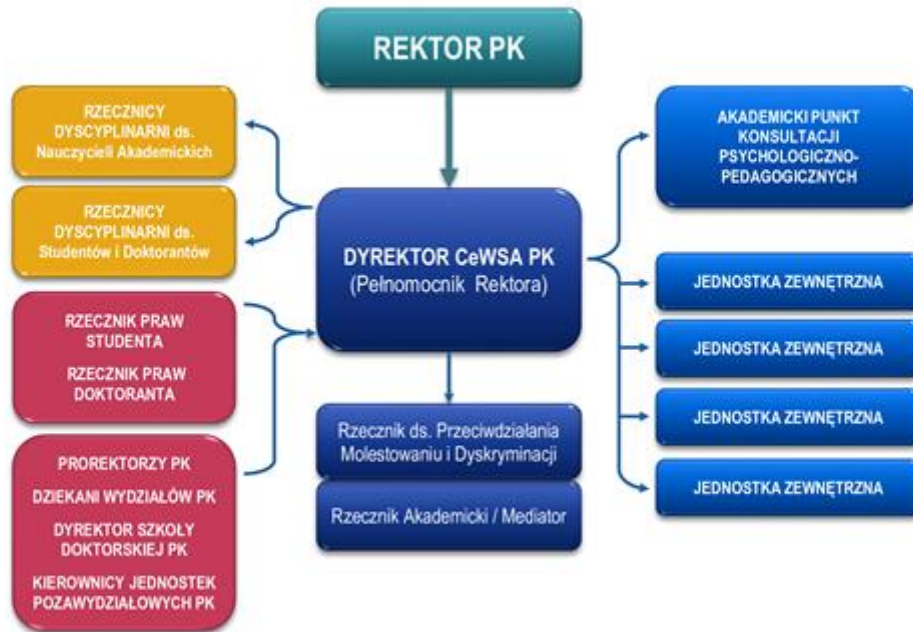 REKTOR PK
RZECZNICY
DYSCYPLINARNI ds.
Nauczycieli Akademickich
RZECZNICY
DYSCYPLINARNI ds.
Studentów i Doktorantów
RZECZNIK PRAW
STUDENTA
RZECZNIK PRAW
DOKTORANTA
PROREKTORZY PK
DZIEKANI WYDZIAŁÓW PK
DYREKTOR SZKOŁY
DOKTORSKIEJ PK
KIEROWNICY JEDNOSTEK
POZAWYDZIAŁOWYCH PK
DYREKTOR CeWSA PK
(Pełnomocnik Rektora)
Rzecznik ds. Przeciwdziałania
Molestowaniu i Dyskryminacji
Rzecznik Akademicki / Mediator
AKADEMICKI PUNKT
KONSULTACJI
PSYCHOLOGICZNO-
PEDAGOGICZNYCH
JEDNOSTKA ZEWNĘTRZNA
JEDNOSTKA ZEWNĘTRZNA
JEDNOSTKA ZEWNĘTRZNA
JEDNOSTKA ZEWNĘTRZNA